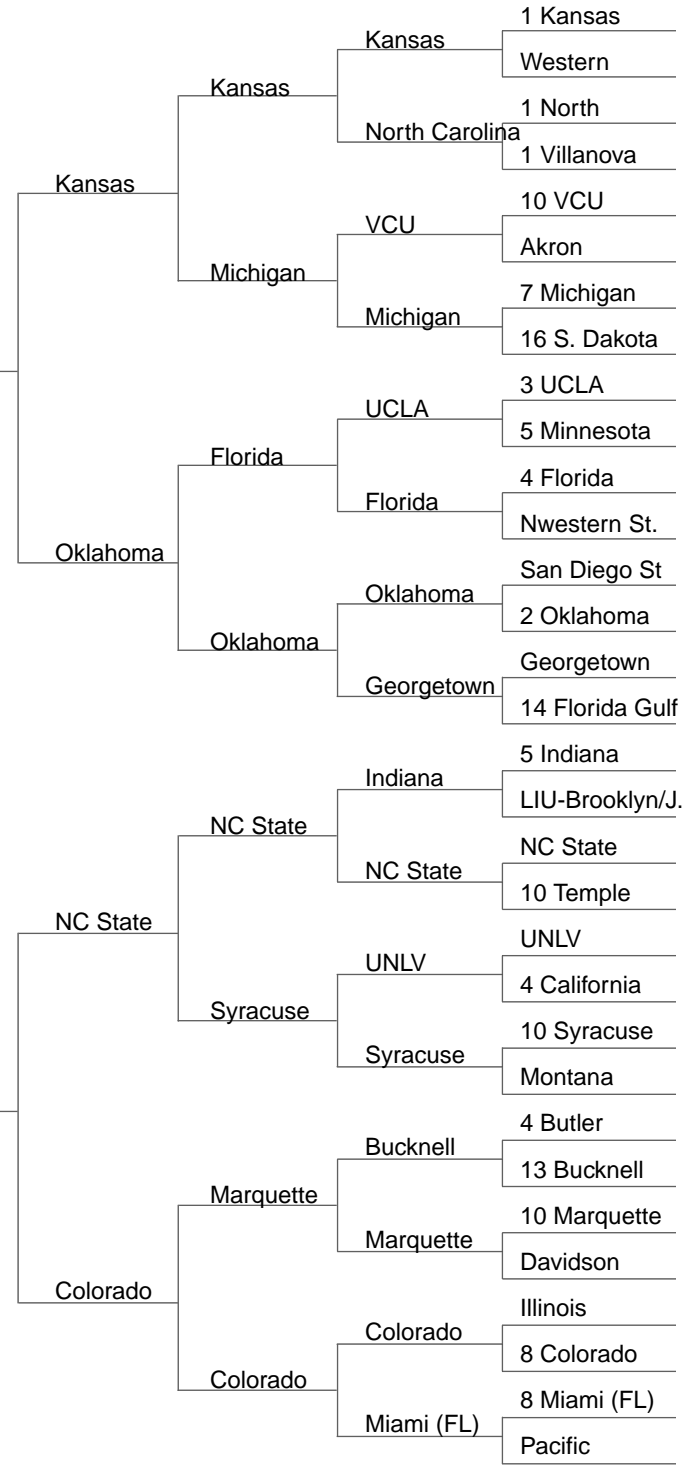 1 Kansas
Kansas
Western
Kansas
1 North
North Carolina
1 Villanova
Kansas
10 VCU
VCU
Akron
Michigan
7 Michigan
Michigan
16 S. Dakota
3 UCLA
UCLA
5 Minnesota
Florida
4 Florida
Florida
Nwestern St.
Oklahoma
San Diego St
Oklahoma
2 Oklahoma
Oklahoma
Georgetown
Georgetown
14 Florida Gulf
5 Indiana
Indiana
LIU-Brooklyn/J.
NC State
NC State
NC State
10 Temple
NC State
UNLV
UNLV
4 California
Syracuse
10 Syracuse
Syracuse
Montana
4 Butler
Bucknell
13 Bucknell
Marquette
10 Marquette
Marquette
Davidson
Colorado
Illinois
Colorado
8 Colorado
Colorado
8 Miami (FL)
Miami (FL)
Pacific